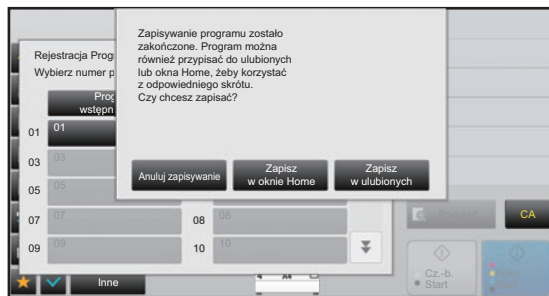 Zapisywanie programu zostało
zakończone. Program można
również przypisać do ulubionych
lub okna Home, żeby korzystać
z odpowiedniego skrótu.
Czy chcesz zapisać?
Anuluj zapisywanie
Zapisz
w oknie Home
Zapisz
w ulubionych
Rejestracja Prog
Wybierz numer p
Prog
wstępn
01 01
03 03
05 05
07 07 08 08
09 09 10 10
CA
Cz.-b.
Start
Start
Inne
A4